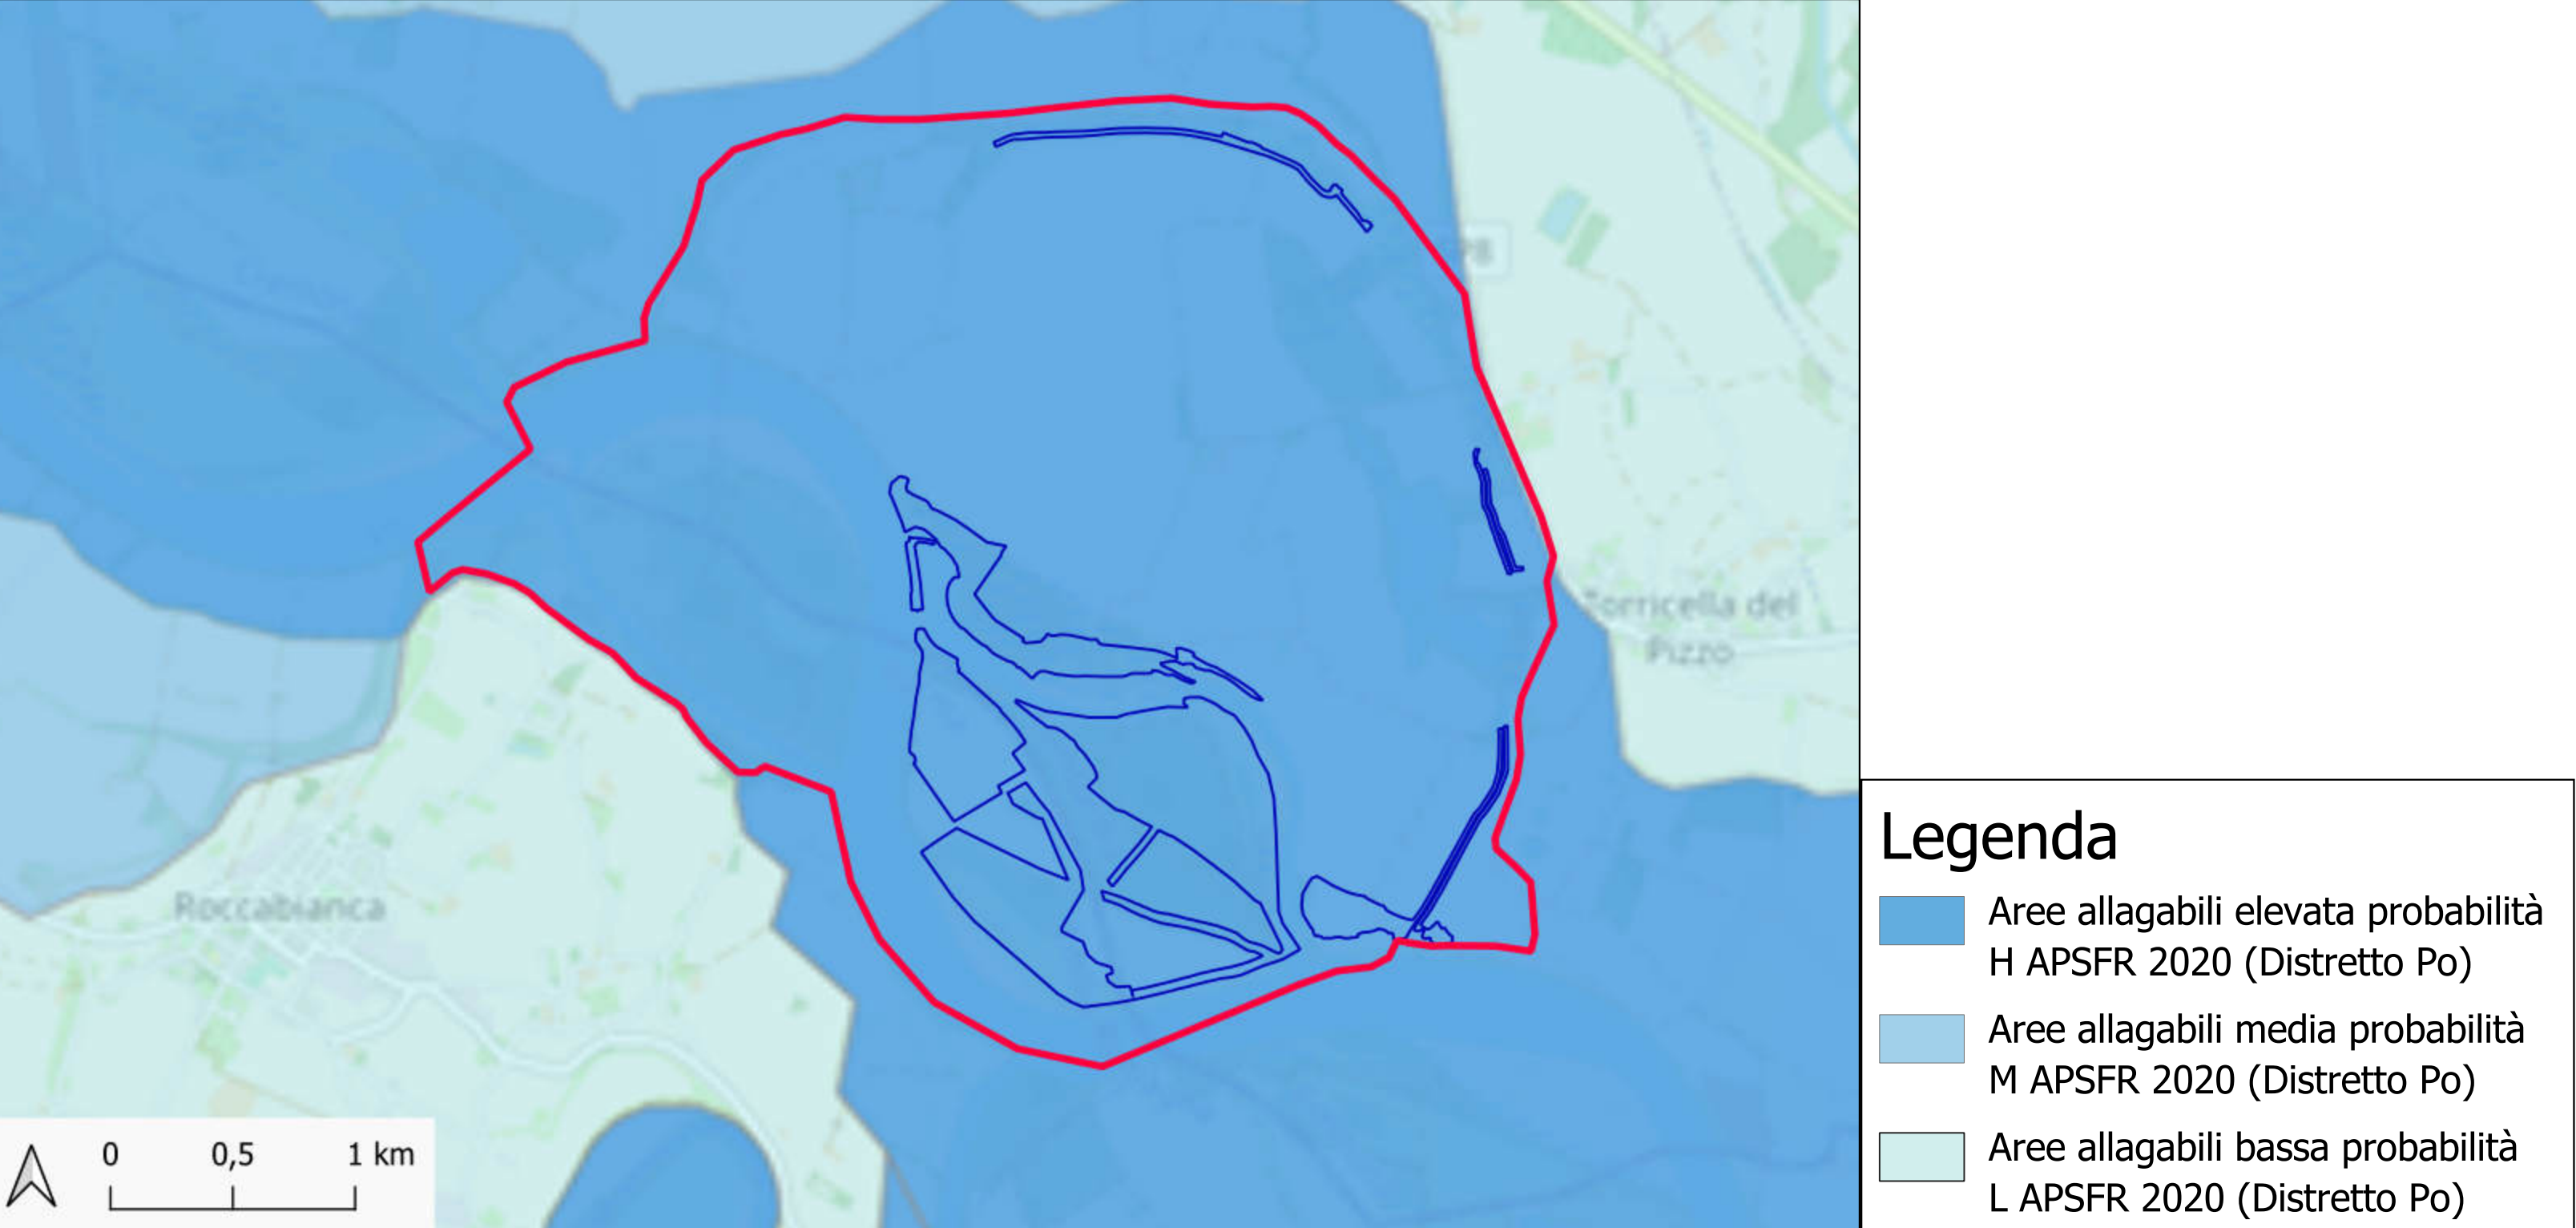 Torricella del
Pizzo
Roccabianca
0 0,5 1 km
Legenda
Aree allagabili elevata probabilità
H APSFR 2020 (Distretto Po)
Aree allagabili media probabilità
M APSFR 2020 (Distretto Po)
Aree allagabili bassa probabilità
L APSFR 2020 (Distretto Po)